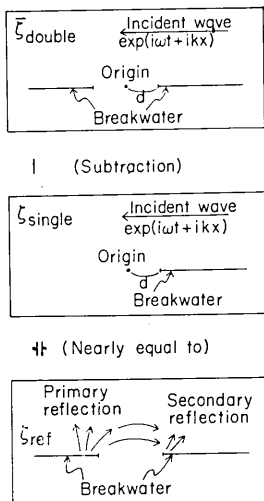 ζ̄double
Incident wave
exp(iωt+ikx)
Origin
d
Breakwater
(Subtraction)
ζsingle
Incident wave
exp(iωt+ikx)
Origin
d
Breakwater
(Nearly equal to)
Primary reflection
Secondary reflection
ζref
Breakwater